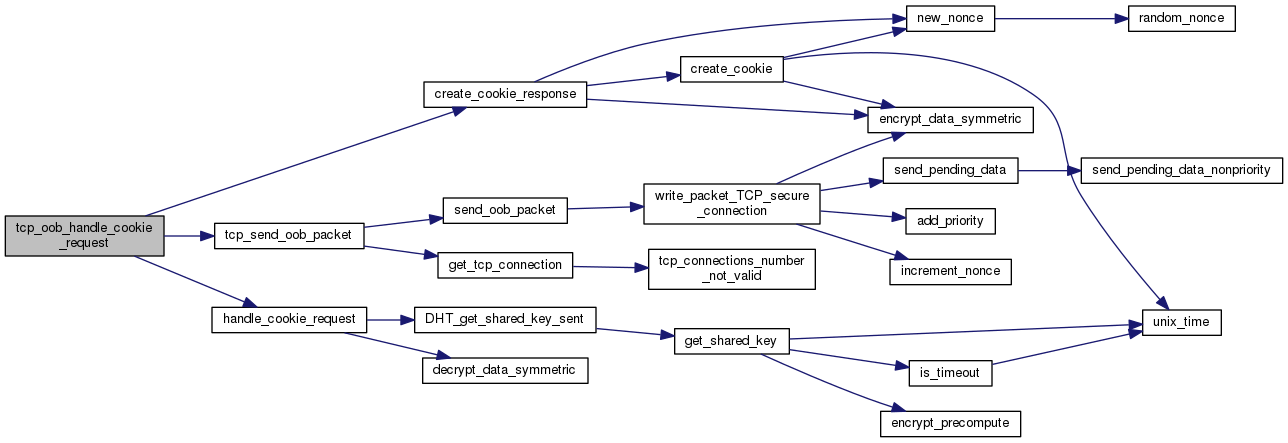 tcp_oob_handle_cookie
_request
create_cookie_response
tcp_send_oob_packet
handle_cookie_request
new_nonce
random_nonce
create_cookie
encrypt_data_symmetric
send_oob_packet
get_tcp_connection
write_packet_TCP_secure
_connection
send_pending_data
send_pending_data_nonpriority
add_priority
increment_nonce
tcp_connections_number
_not_valid
DHT_get_shared_key_sent
decrypt_data_symmetric
get_shared_key
unix_time
is_timeout
encrypt_precompute